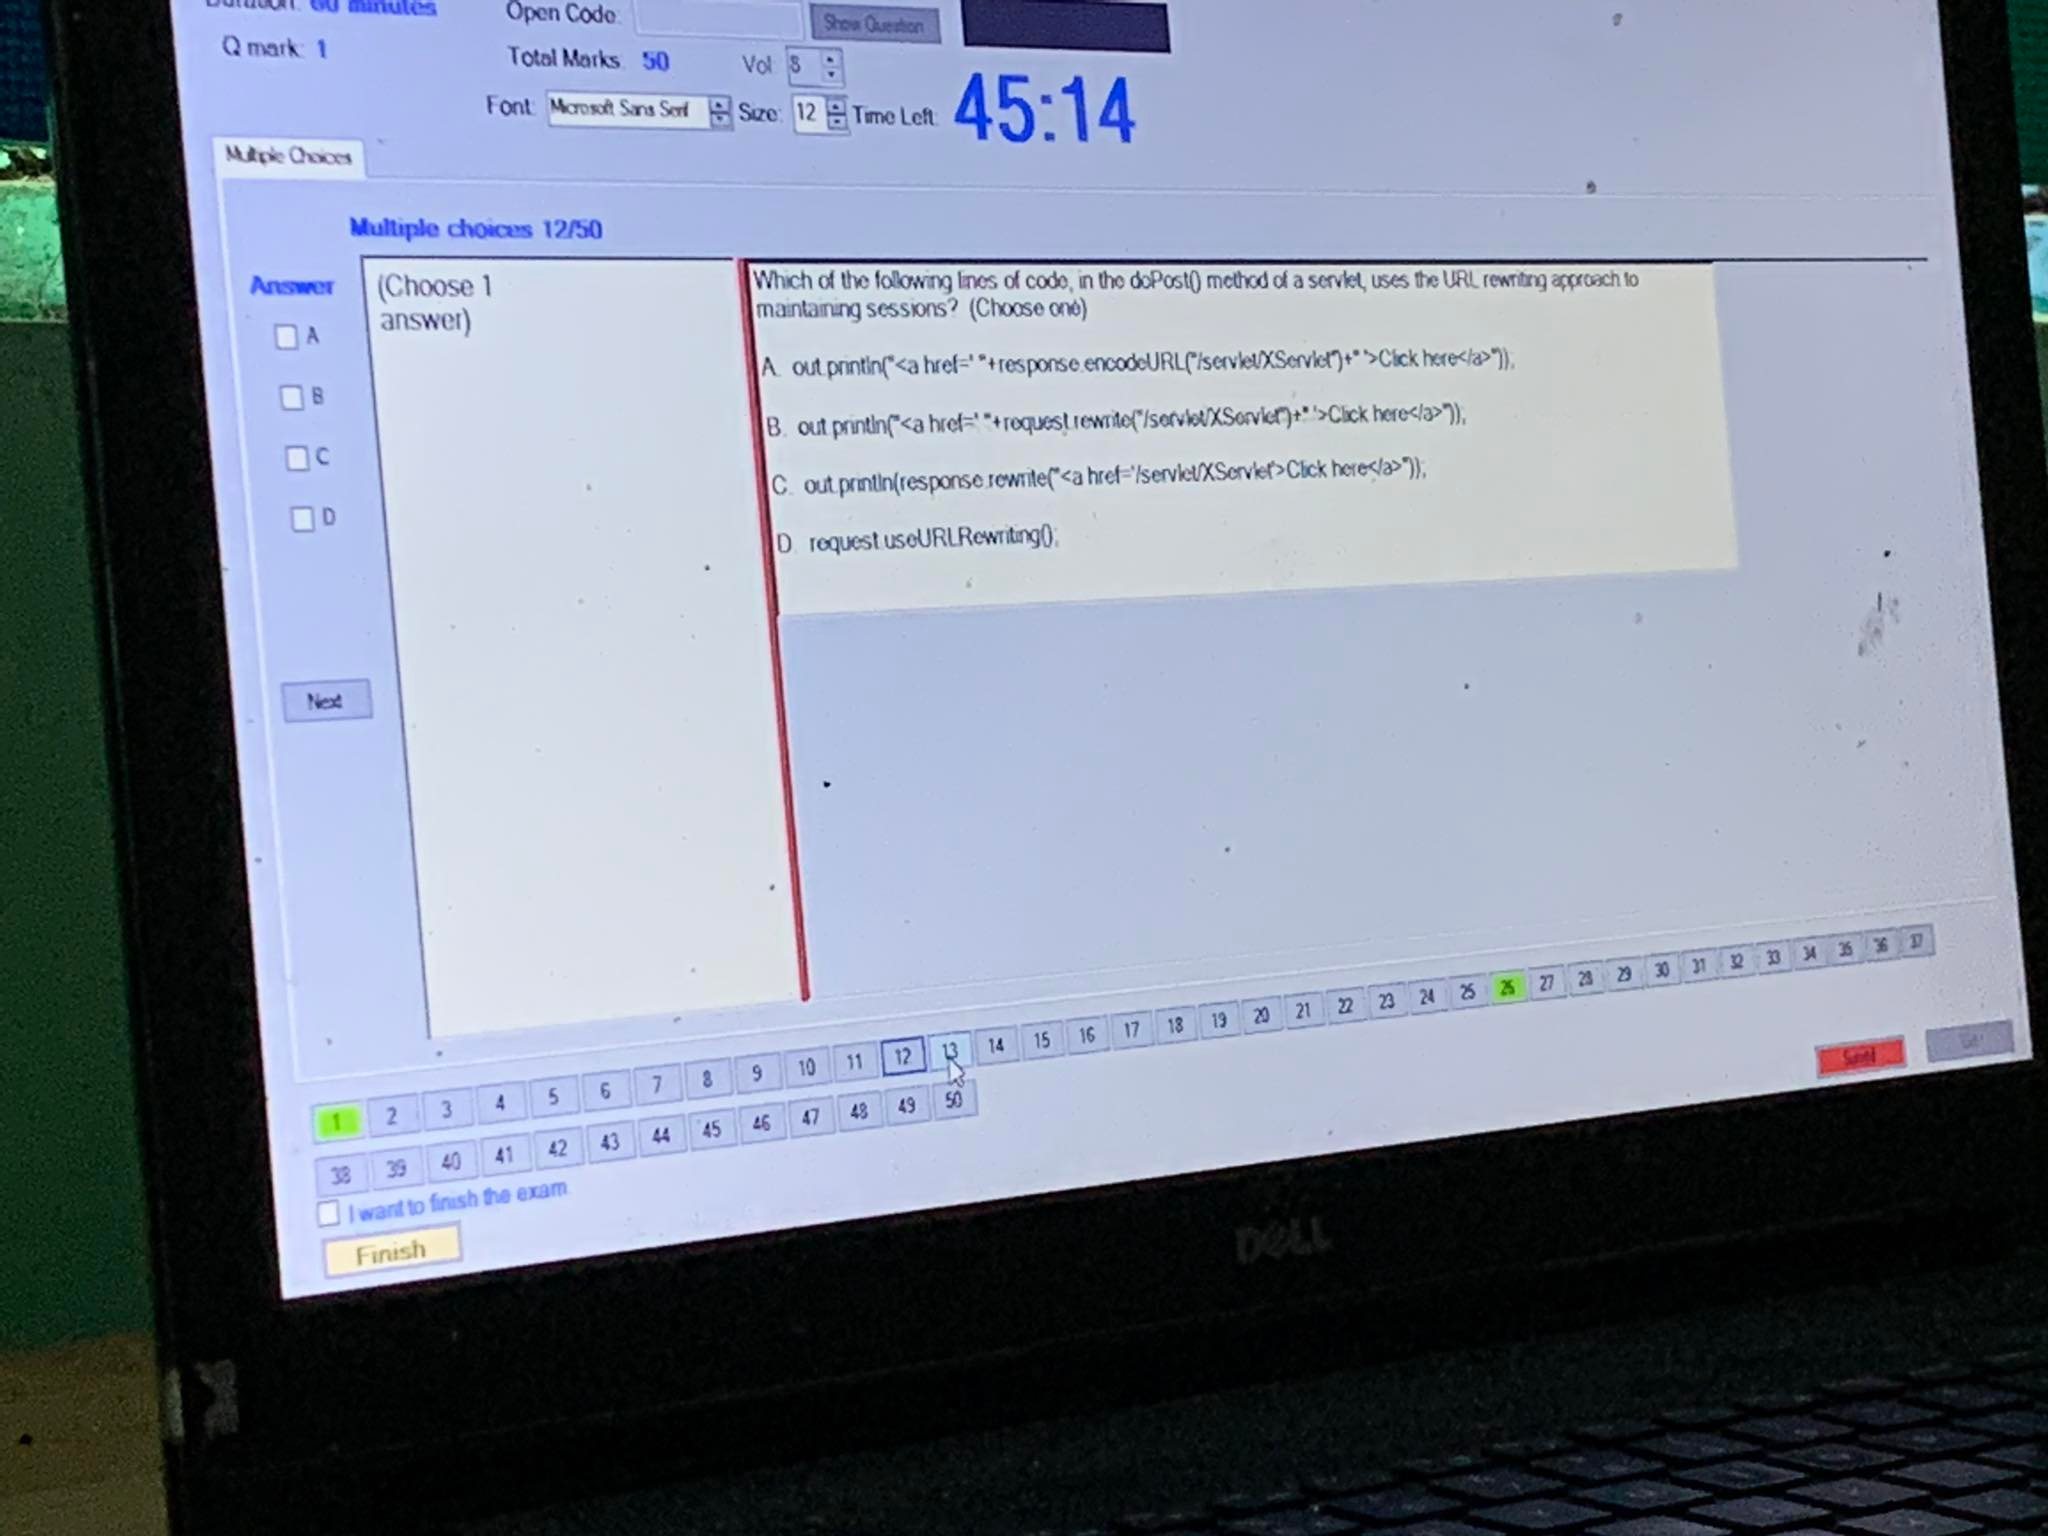 Duration: 60 minutes
Open Code:
Show Question
Q mark: 1
Total Marks: 50
Vol: 8
Font: Microsoft Sans Serif
Size: 12
Time Left:
45:14
Multiple Choices
Multiple choices 12/50
Answer
A
B
C
D
Next
(Choose 1
answer)
Which of the following lines of code, in the doPost() method of a servlet, uses the URL rewriting approach to
maintaining sessions? (Choose one)
A. out.println("<a href=' "+response.encodeURL("/servlet/XServlet")+" '>Click here</a>"));
B. out.println("<a href=' "+request.rewrite("/servlet/XServlet")+" '>Click here</a>"));
C. out.println(response.rewrite("<a href='/servlet/XServlet'>Click here</a>"));
D. request.useURLRewriting();
1 2 3 4 5 6 7 8 9 10 11 12 13 14 15 16 17 18 19 20 21 22 23 24 25 26 27 28 29 30 31 32 33 34 35 36 37
38 39 40 41 42 43 44 45 46 47 48 49 50
I want to finish the exam.
Finish
DELL